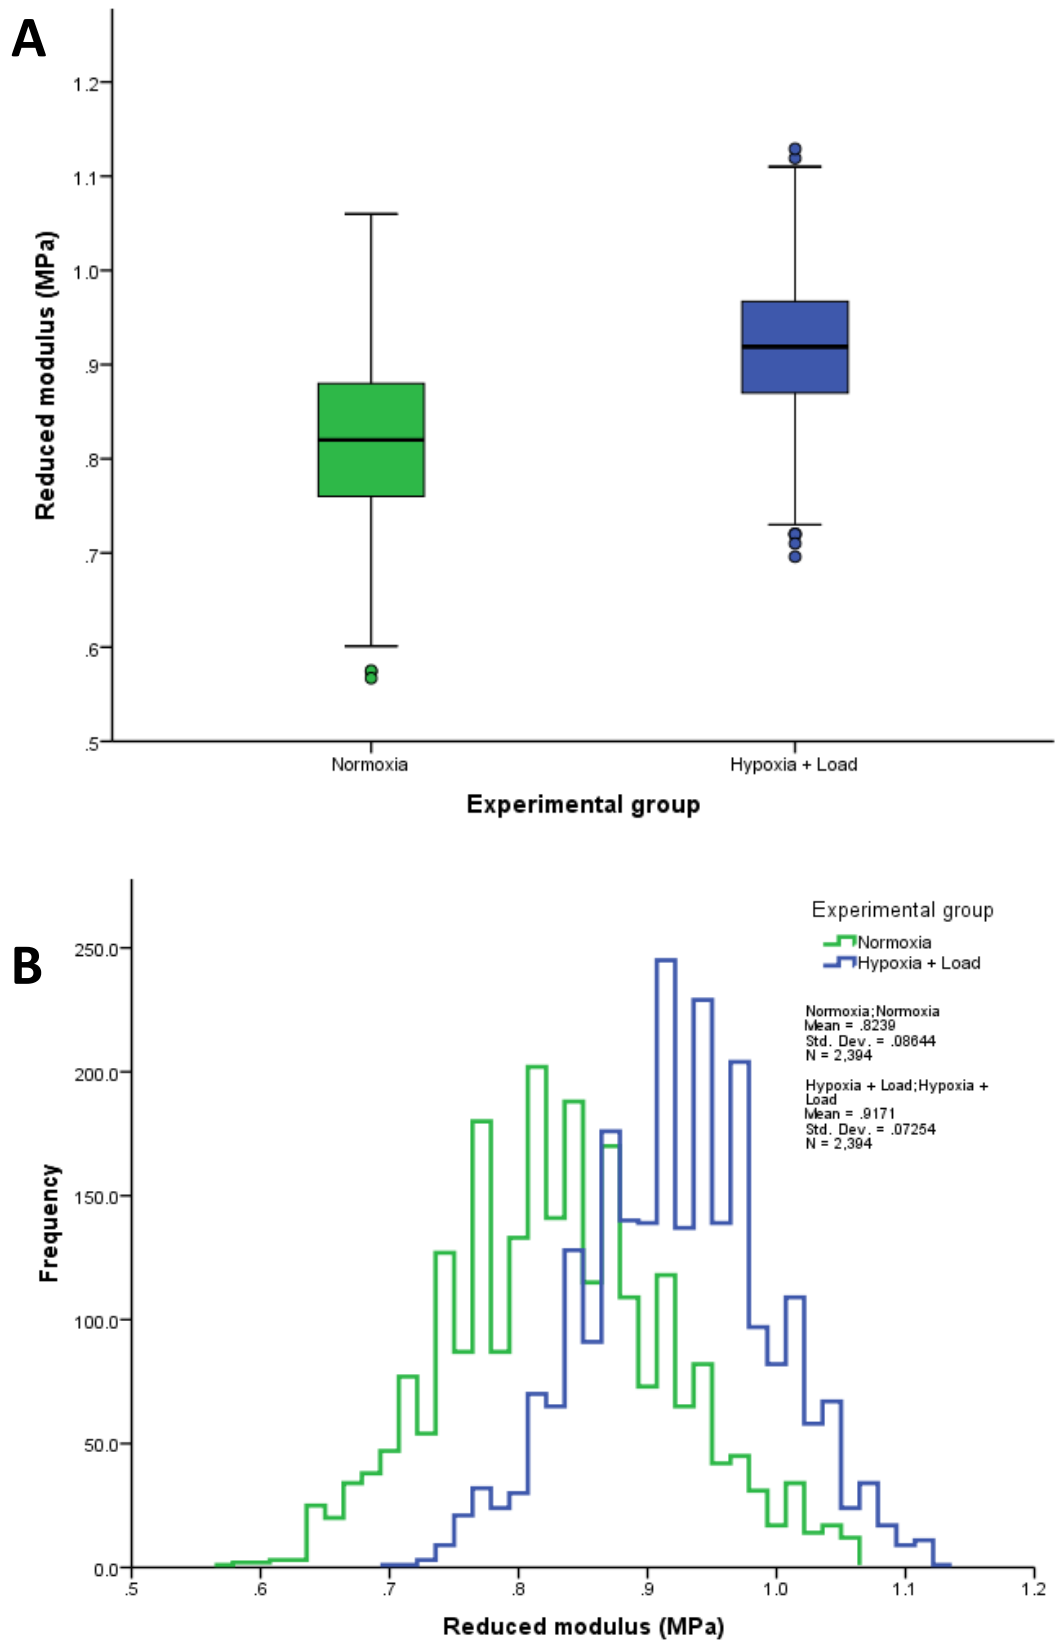 A
1.2
1.1
1.0
.9
.8
.7
.6
.5
Reduced modulus (MPa)
Normoxia
Hypoxia + Load
Experimental group
B
250.0
200.0
150.0
100.0
50.0
0.0
Frequency
Experimental group
Normoxia
Hypoxia + Load
Normoxia;Normoxia
Mean = .8239
Std. Dev. = .08644
N = 2,394
Hypoxia + Load;Hypoxia +
Load
Mean = .9171
Std. Dev. = .07254
N = 2,394
.5 .6 .7 .8 .9 1.0 1.1 1.2
Reduced modulus (MPa)